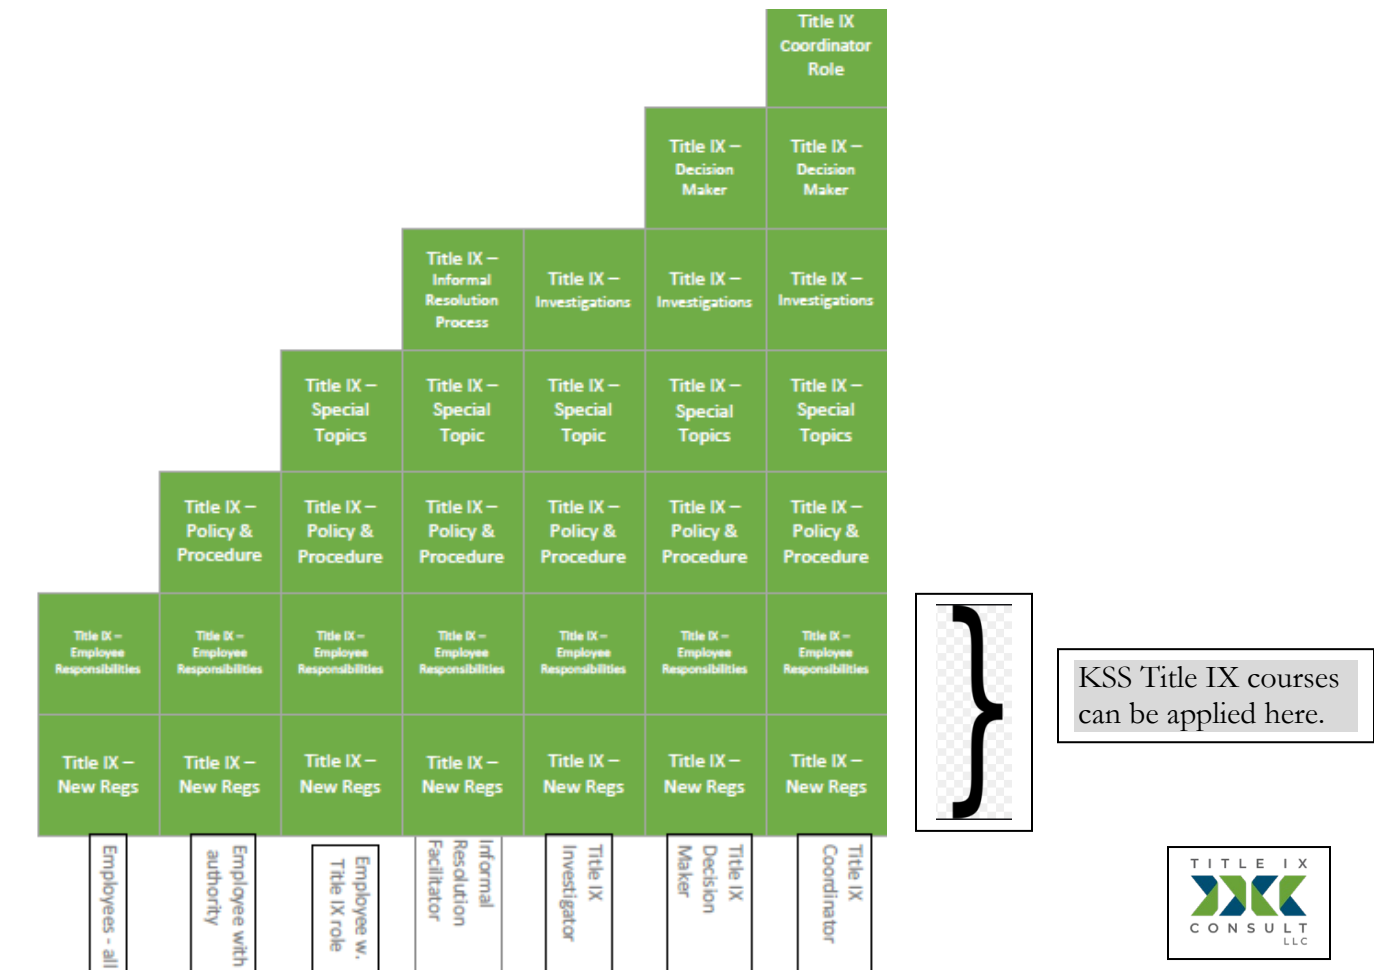 Title IX
Coordinator
Role
Title IX –
Decision
Maker
Title IX –
Decision
Maker
Title IX –
Informal
Resolution
Process
Title IX –
Investigations
Title IX –
Investigations
Title IX –
Investigations
Title IX –
Special
Topics
Title IX –
Special
Topic
Title IX –
Special
Topic
Title IX –
Special
Topics
Title IX –
Special
Topics
Title IX –
Policy &
Procedure
Title IX –
Policy &
Procedure
Title IX –
Policy &
Procedure
Title IX –
Policy &
Procedure
Title IX –
Policy &
Procedure
Title IX –
Policy &
Procedure
Title IX –
Employee
Responsibilities
Title IX –
Employee
Responsibilities
Title IX –
Employee
Responsibilities
Title IX –
Employee
Responsibilities
Title IX –
Employee
Responsibilities
Title IX –
Employee
Responsibilities
Title IX –
Employee
Responsibilities
}
KSS Title IX courses
can be applied here.
Title IX –
New Regs
Title IX –
New Regs
Title IX –
New Regs
Title IX –
New Regs
Title IX –
New Regs
Title IX –
New Regs
Title IX –
New Regs
Employees - all
Employee with
authority
Employee w.
Title IX role
Informal
Resolution
Facilitator
Title IX
Investigator
Title IX
Decision
Maker
Title IX
Coordinator
TITLE IX
CONSULT
LLC